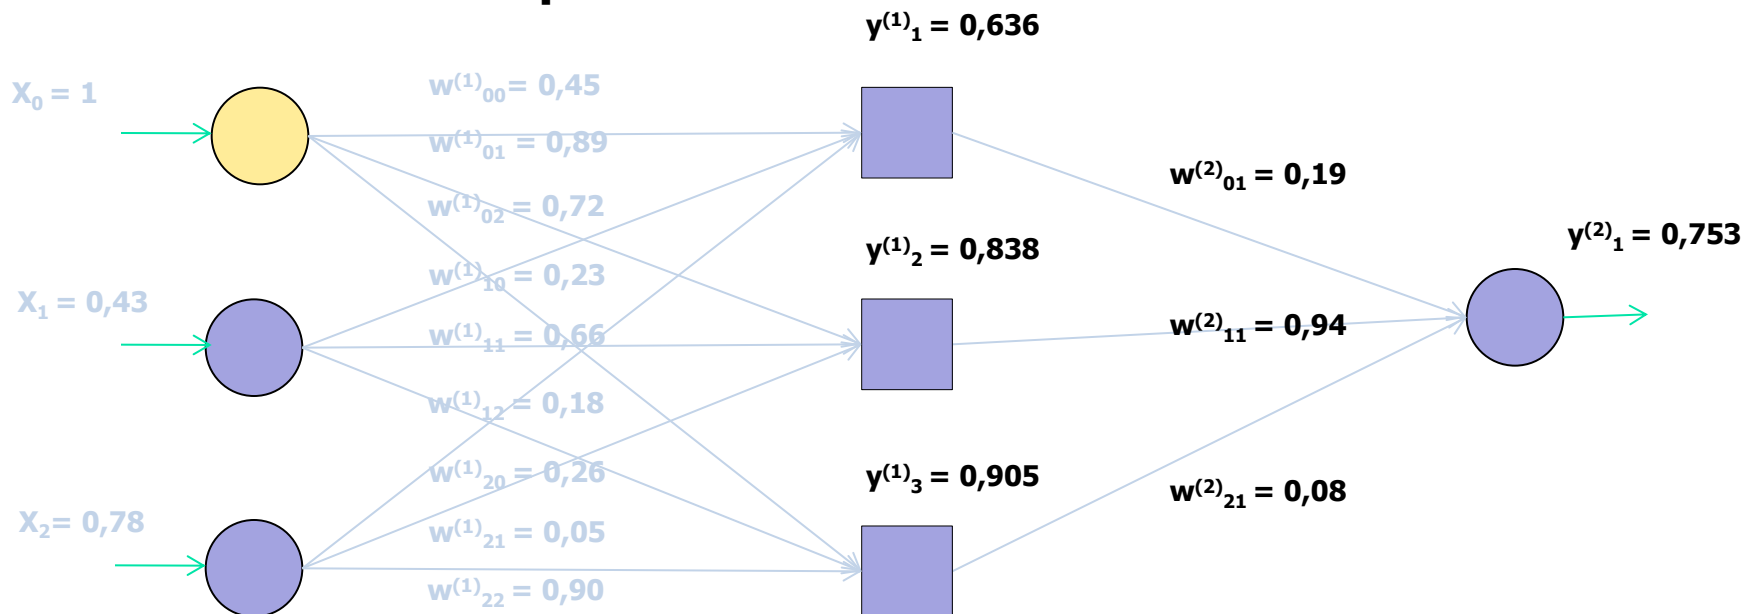 y⁽¹⁾₁ = 0,636
X₀ = 1
w⁽¹⁾₀₀= 0,45
w⁽¹⁾₀₁ = 0,89
w⁽²⁾₀₁ = 0,19
w⁽¹⁾₀₂ = 0,72
y⁽²⁾₁ = 0,753
y⁽¹⁾₂ = 0,838
w⁽¹⁾₁₀ = 0,23
X₁ = 0,43
w⁽¹⁾₁₁ = 0,66
w⁽²⁾₁₁ = 0,94
w⁽¹⁾₁₂ = 0,18
w⁽¹⁾₂₀ = 0,26
y⁽¹⁾₃ = 0,905
w⁽²⁾₂₁ = 0,08
X₂= 0,78
w⁽¹⁾₂₁ = 0,05
w⁽¹⁾₂₂ = 0,90